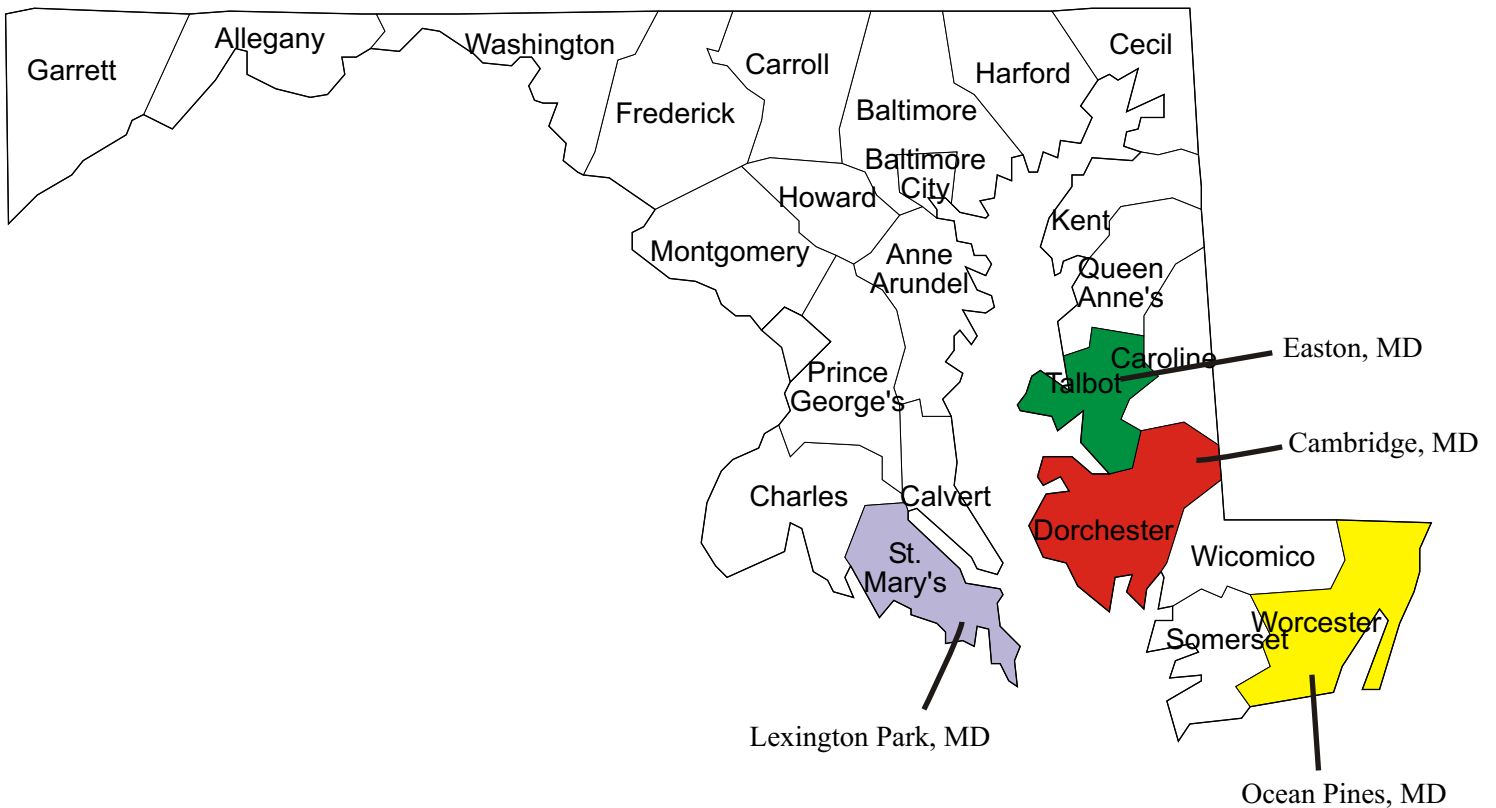 Garrett
Allegany
Washington
Frederick
Carroll
Baltimore
Harford
Cecil
Baltimore
City
Howard
Montgomery
Anne
Arundel
Kent
Queen
Anne's
Caroline
Talbot
Easton, MD
Prince
George's
Cambridge, MD
Charles
Calvert
Dorchester
St.
Mary's
Wicomico
Worcester
Somerset
Lexington Park, MD
Ocean Pines, MD